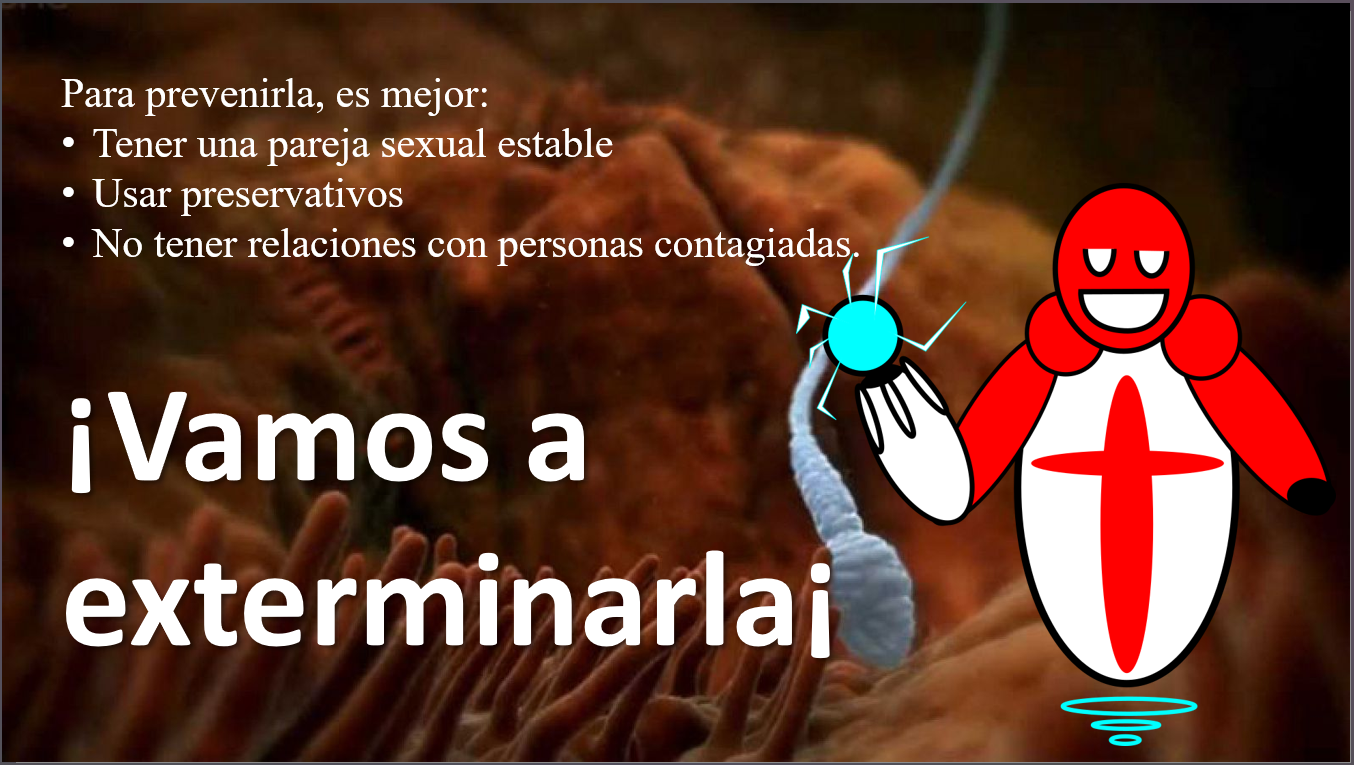 Para prevenirla, es mejor:
• Tener una pareja sexual estable
• Usar preservativos
• No tener relaciones con personas contagiadas.
¡Vamos a
exterminarla¡